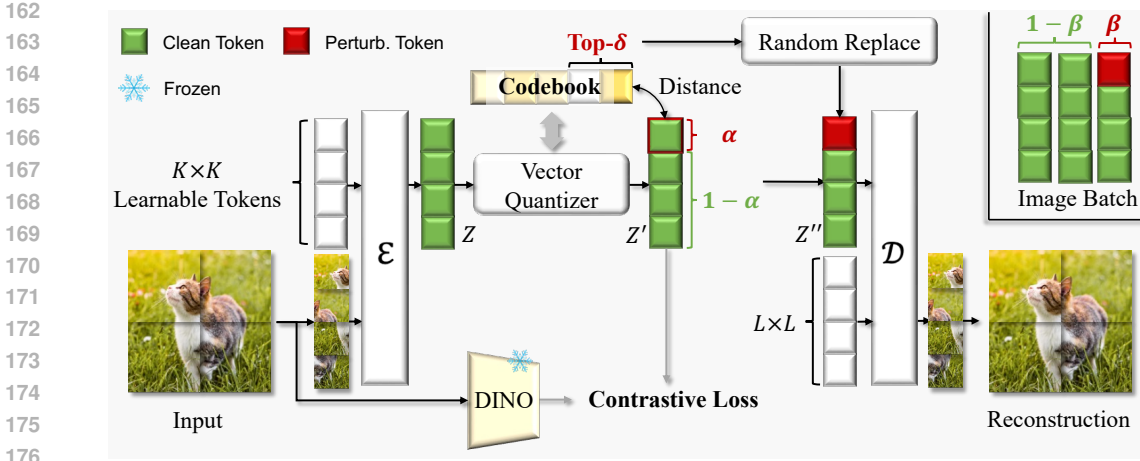 162
163
164
165
166
167
168
169
170
171
172
173
174
175
176
Clean Token
Perturb. Token
Frozen
Top-δ
Random Replace
1 − β
β
Codebook
Distance
K×K
Learnable Tokens
α
Vector
Quantizer
1 − α
Image Batch
Z
Z′
Z′′
ℰ
𝒟
L×L
DINO
Contrastive Loss
Input
Reconstruction